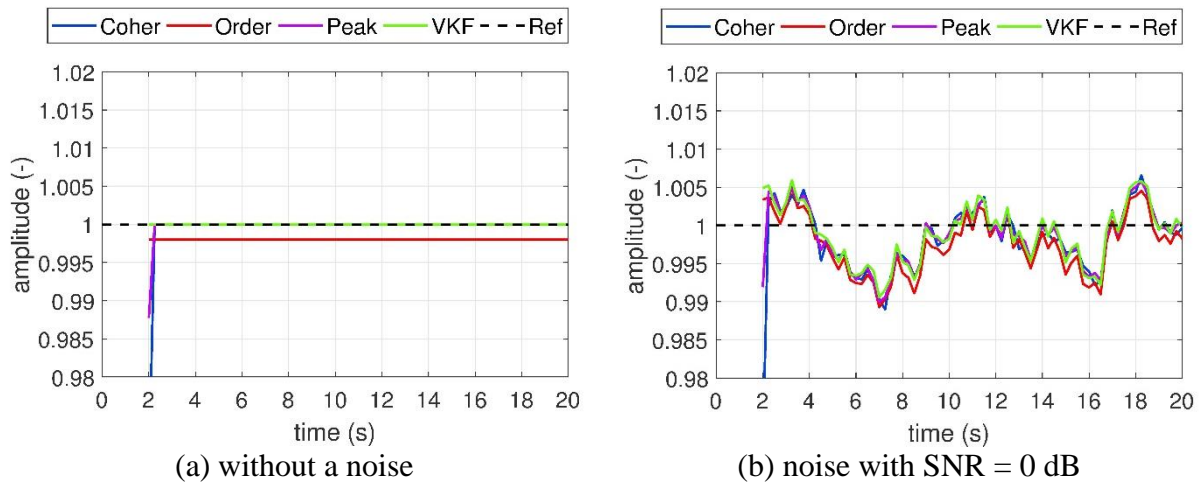 Coher Order Peak VKF Ref
1.02
1.015
1.01
1.005
1
0.995
0.99
0.985
0.98
amplitude (-)
0 2 4 6 8 10 12 14 16 18 20
time (s)
(a) without a noise
Coher Order Peak VKF Ref
1.02
1.015
1.01
1.005
1
0.995
0.99
0.985
0.98
amplitude (-)
0 2 4 6 8 10 12 14 16 18 20
time (s)
(b) noise with SNR = 0 dB